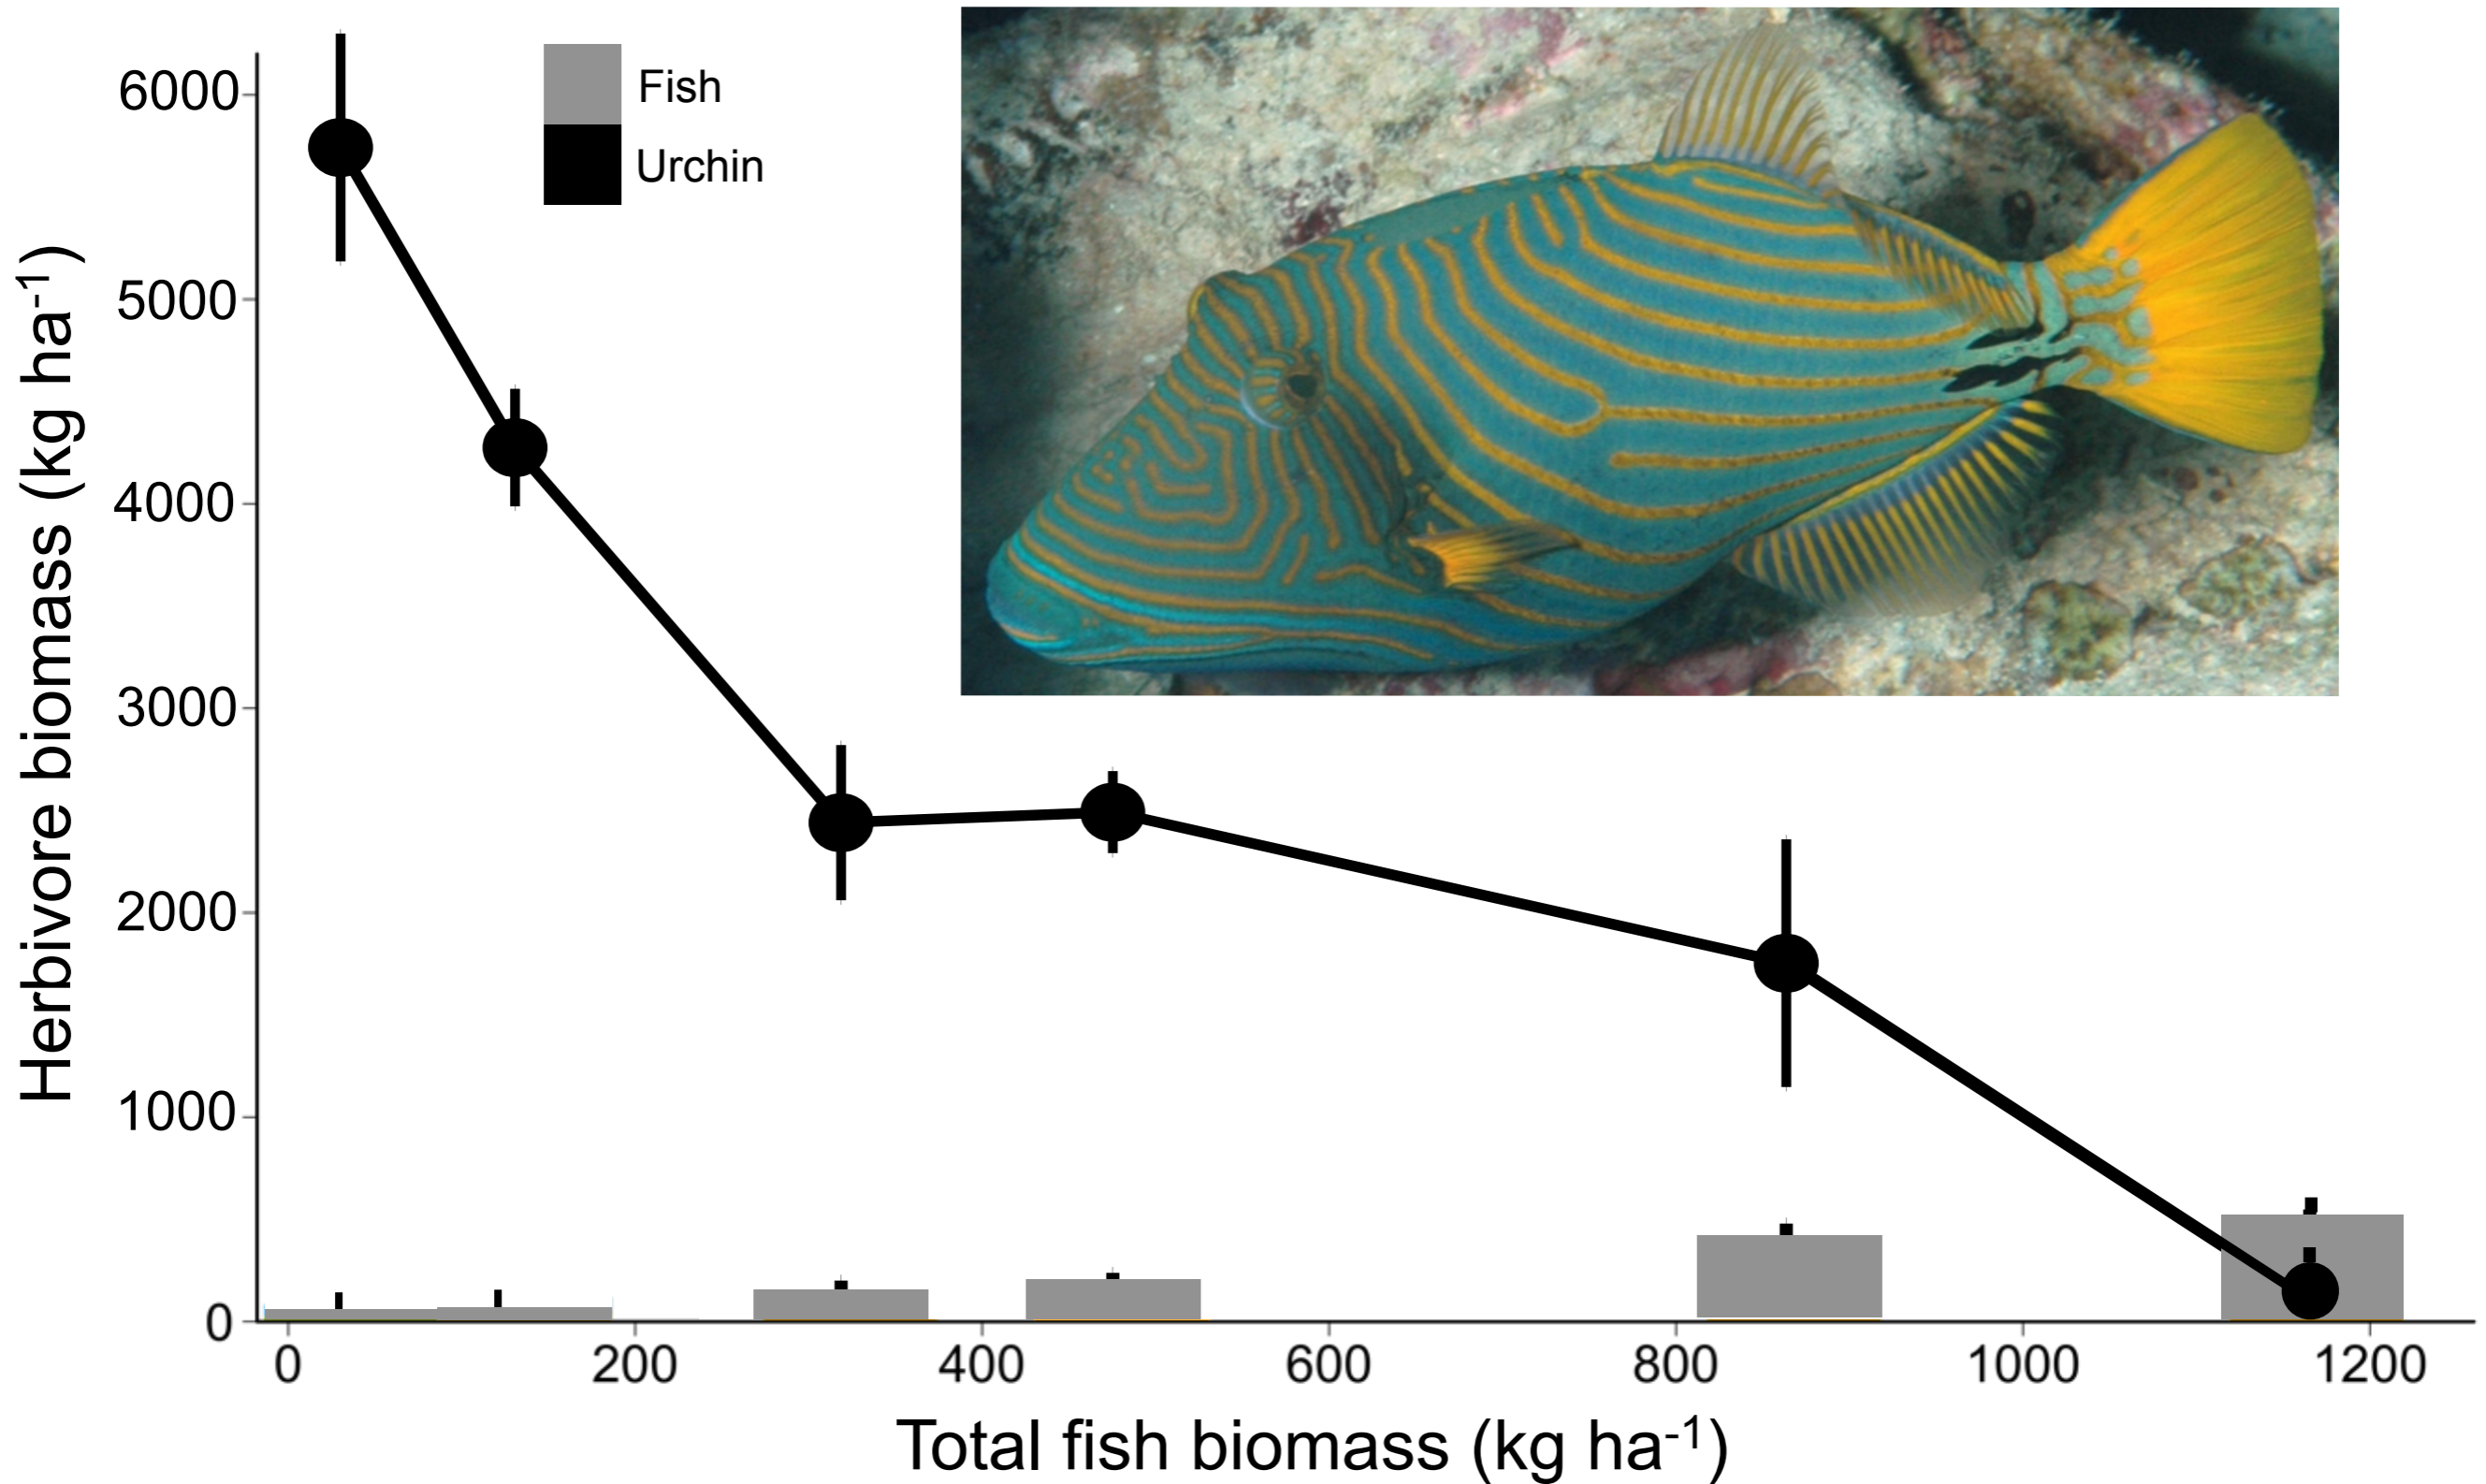 Fish
Urchin
Herbivore biomass (kg ha⁻¹)
6000
5000
4000
3000
2000
1000
0
0 200 400 600 800 1000 1200
Total fish biomass (kg ha⁻¹)